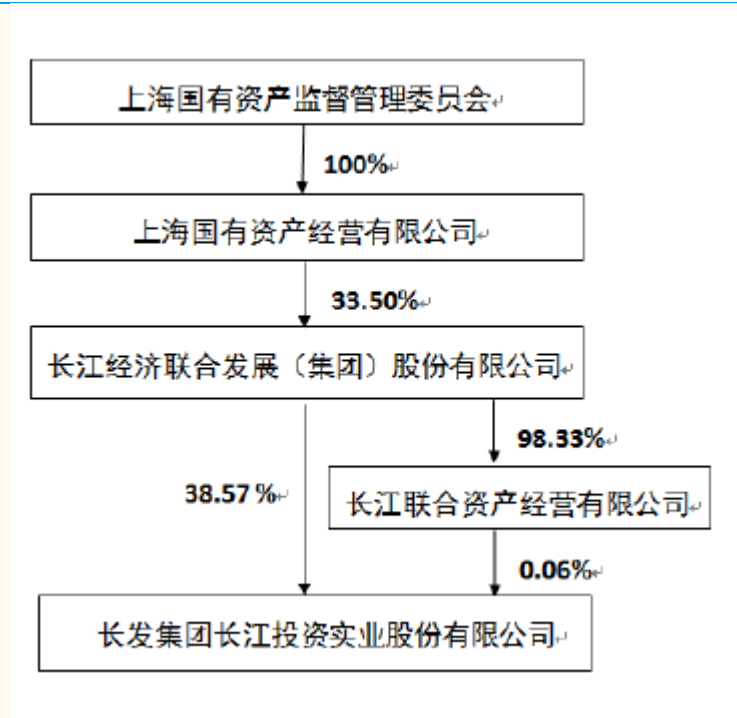 上海国有资产监督管理委员会
100%
上海国有资产经营有限公司
33.50%
长江经济联合发展（集团）股份有限公司
98.33%
38.57%
长江联合资产经营有限公司
0.06%
长发集团长江投资实业股份有限公司